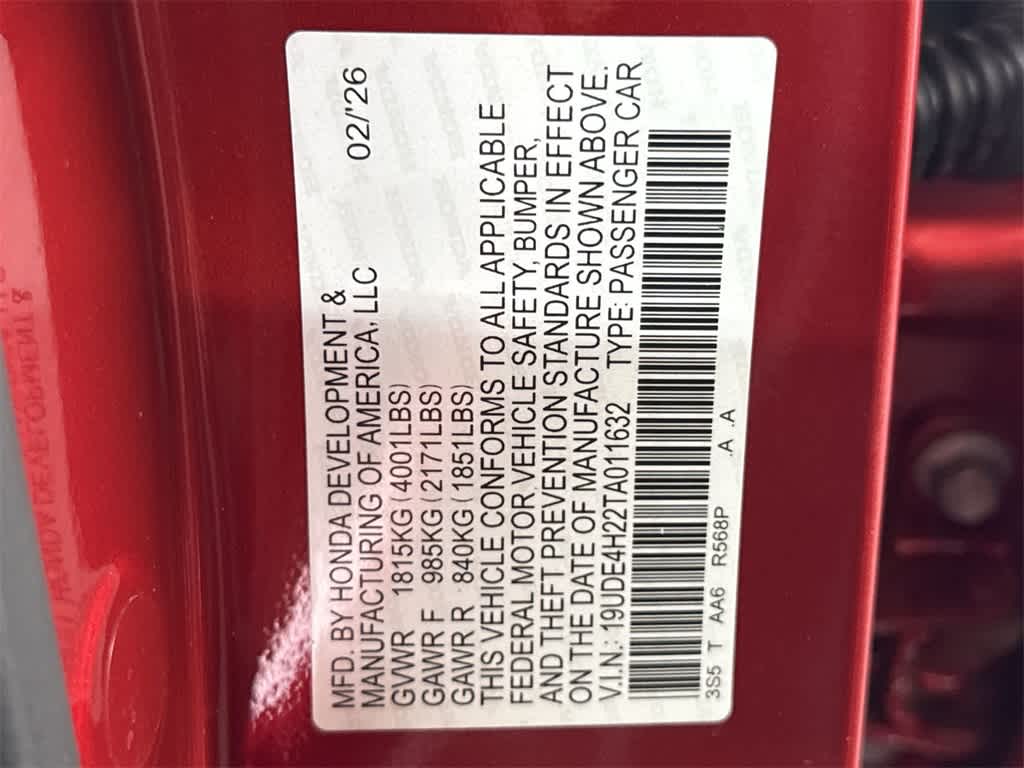 MFD. BY HONDA DEVELOPMENT & 02/'26
MANUFACTURING OF AMERICA, LLC
GVWR 1815KG (4001LBS)
GAWR F 985KG (2171LBS)
GAWR R 840KG (1851LBS)
THIS VEHICLE CONFORMS TO ALL APPLICABLE
FEDERAL MOTOR VEHICLE SAFETY, BUMPER,
AND THEFT PREVENTION STANDARDS IN EFFECT
ON THE DATE OF MANUFACTURE SHOWN ABOVE.
V.I.N.: 19UDE4H22TA011632 TYPE: PASSENGER CAR
3S5 T AA6 R568P .A .A